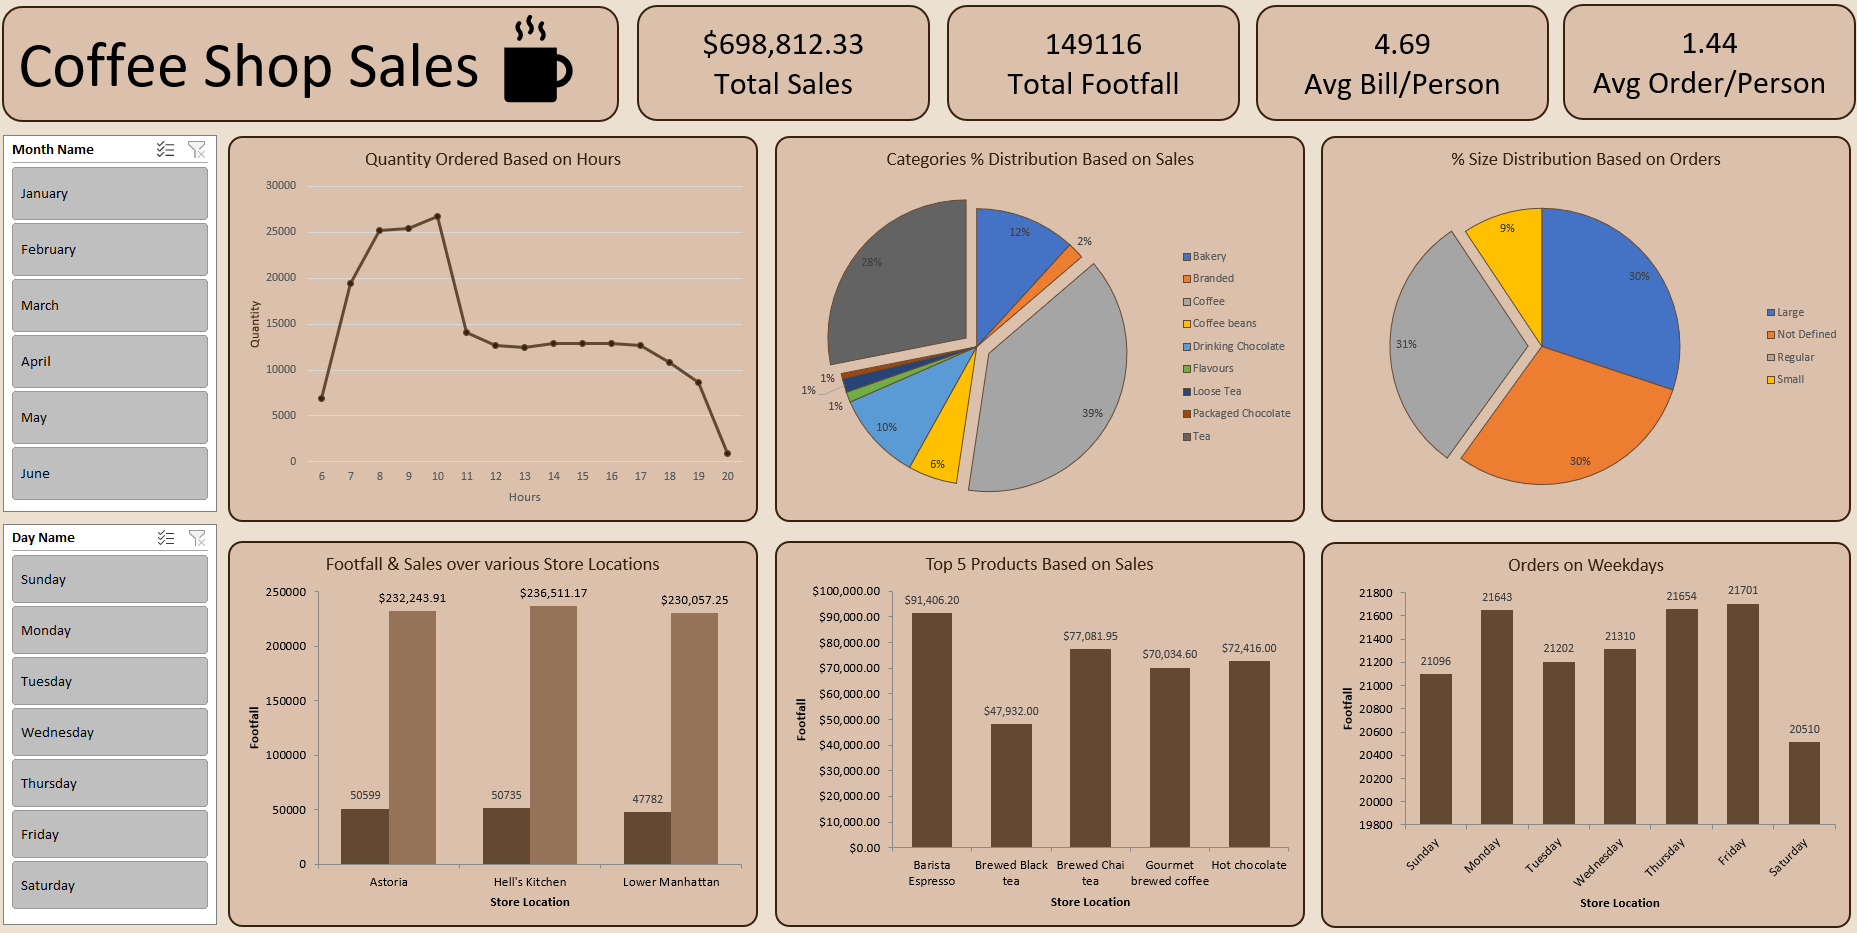 Coffee Shop Sales
$698,812.33
Total Sales
149116
Total Footfall
4.69
Avg Bill/Person
1.44
Avg Order/Person
Month Name
January
February
March
April
May
June
Day Name
Sunday
Monday
Tuesday
Wednesday
Thursday
Friday
Saturday
Quantity Ordered Based on Hours
30000
25000
20000
15000
10000
5000
0
Quantity
6 7 8 9 10 11 12 13 14 15 16 17 18 19 20
Hours
Categories % Distribution Based on Sales
12%
2%
39%
6%
10%
1%
1%
1%
28%
Bakery
Branded
Coffee
Coffee beans
Drinking Chocolate
Flavours
Loose Tea
Packaged Chocolate
Tea
% Size Distribution Based on Orders
30%
30%
31%
9%
Large
Not Defined
Regular
Small
Footfall & Sales over various Store Locations
250000
200000
150000
100000
50000
0
Footfall
$232,243.91
$236,511.17
$230,057.25
50599
50735
47782
Astoria
Hell's Kitchen
Lower Manhattan
Store Location
Top 5 Products Based on Sales
$100,000.00
$90,000.00
$80,000.00
$70,000.00
$60,000.00
$50,000.00
$40,000.00
$30,000.00
$20,000.00
$10,000.00
$0.00
Footfall
$91,406.20
$47,932.00
$77,081.95
$70,034.60
$72,416.00
Barista
Espresso
Brewed Black
tea
Brewed Chai
tea
Gourmet
brewed coffee
Hot chocolate
Store Location
Orders on Weekdays
21800
21600
21400
21200
21000
20800
20600
20400
20200
20000
19800
Footfall
21096
21643
21202
21310
21654
21701
20510
Sunday
Monday
Tuesday
Wednesday
Thursday
Friday
Saturday
Store Location